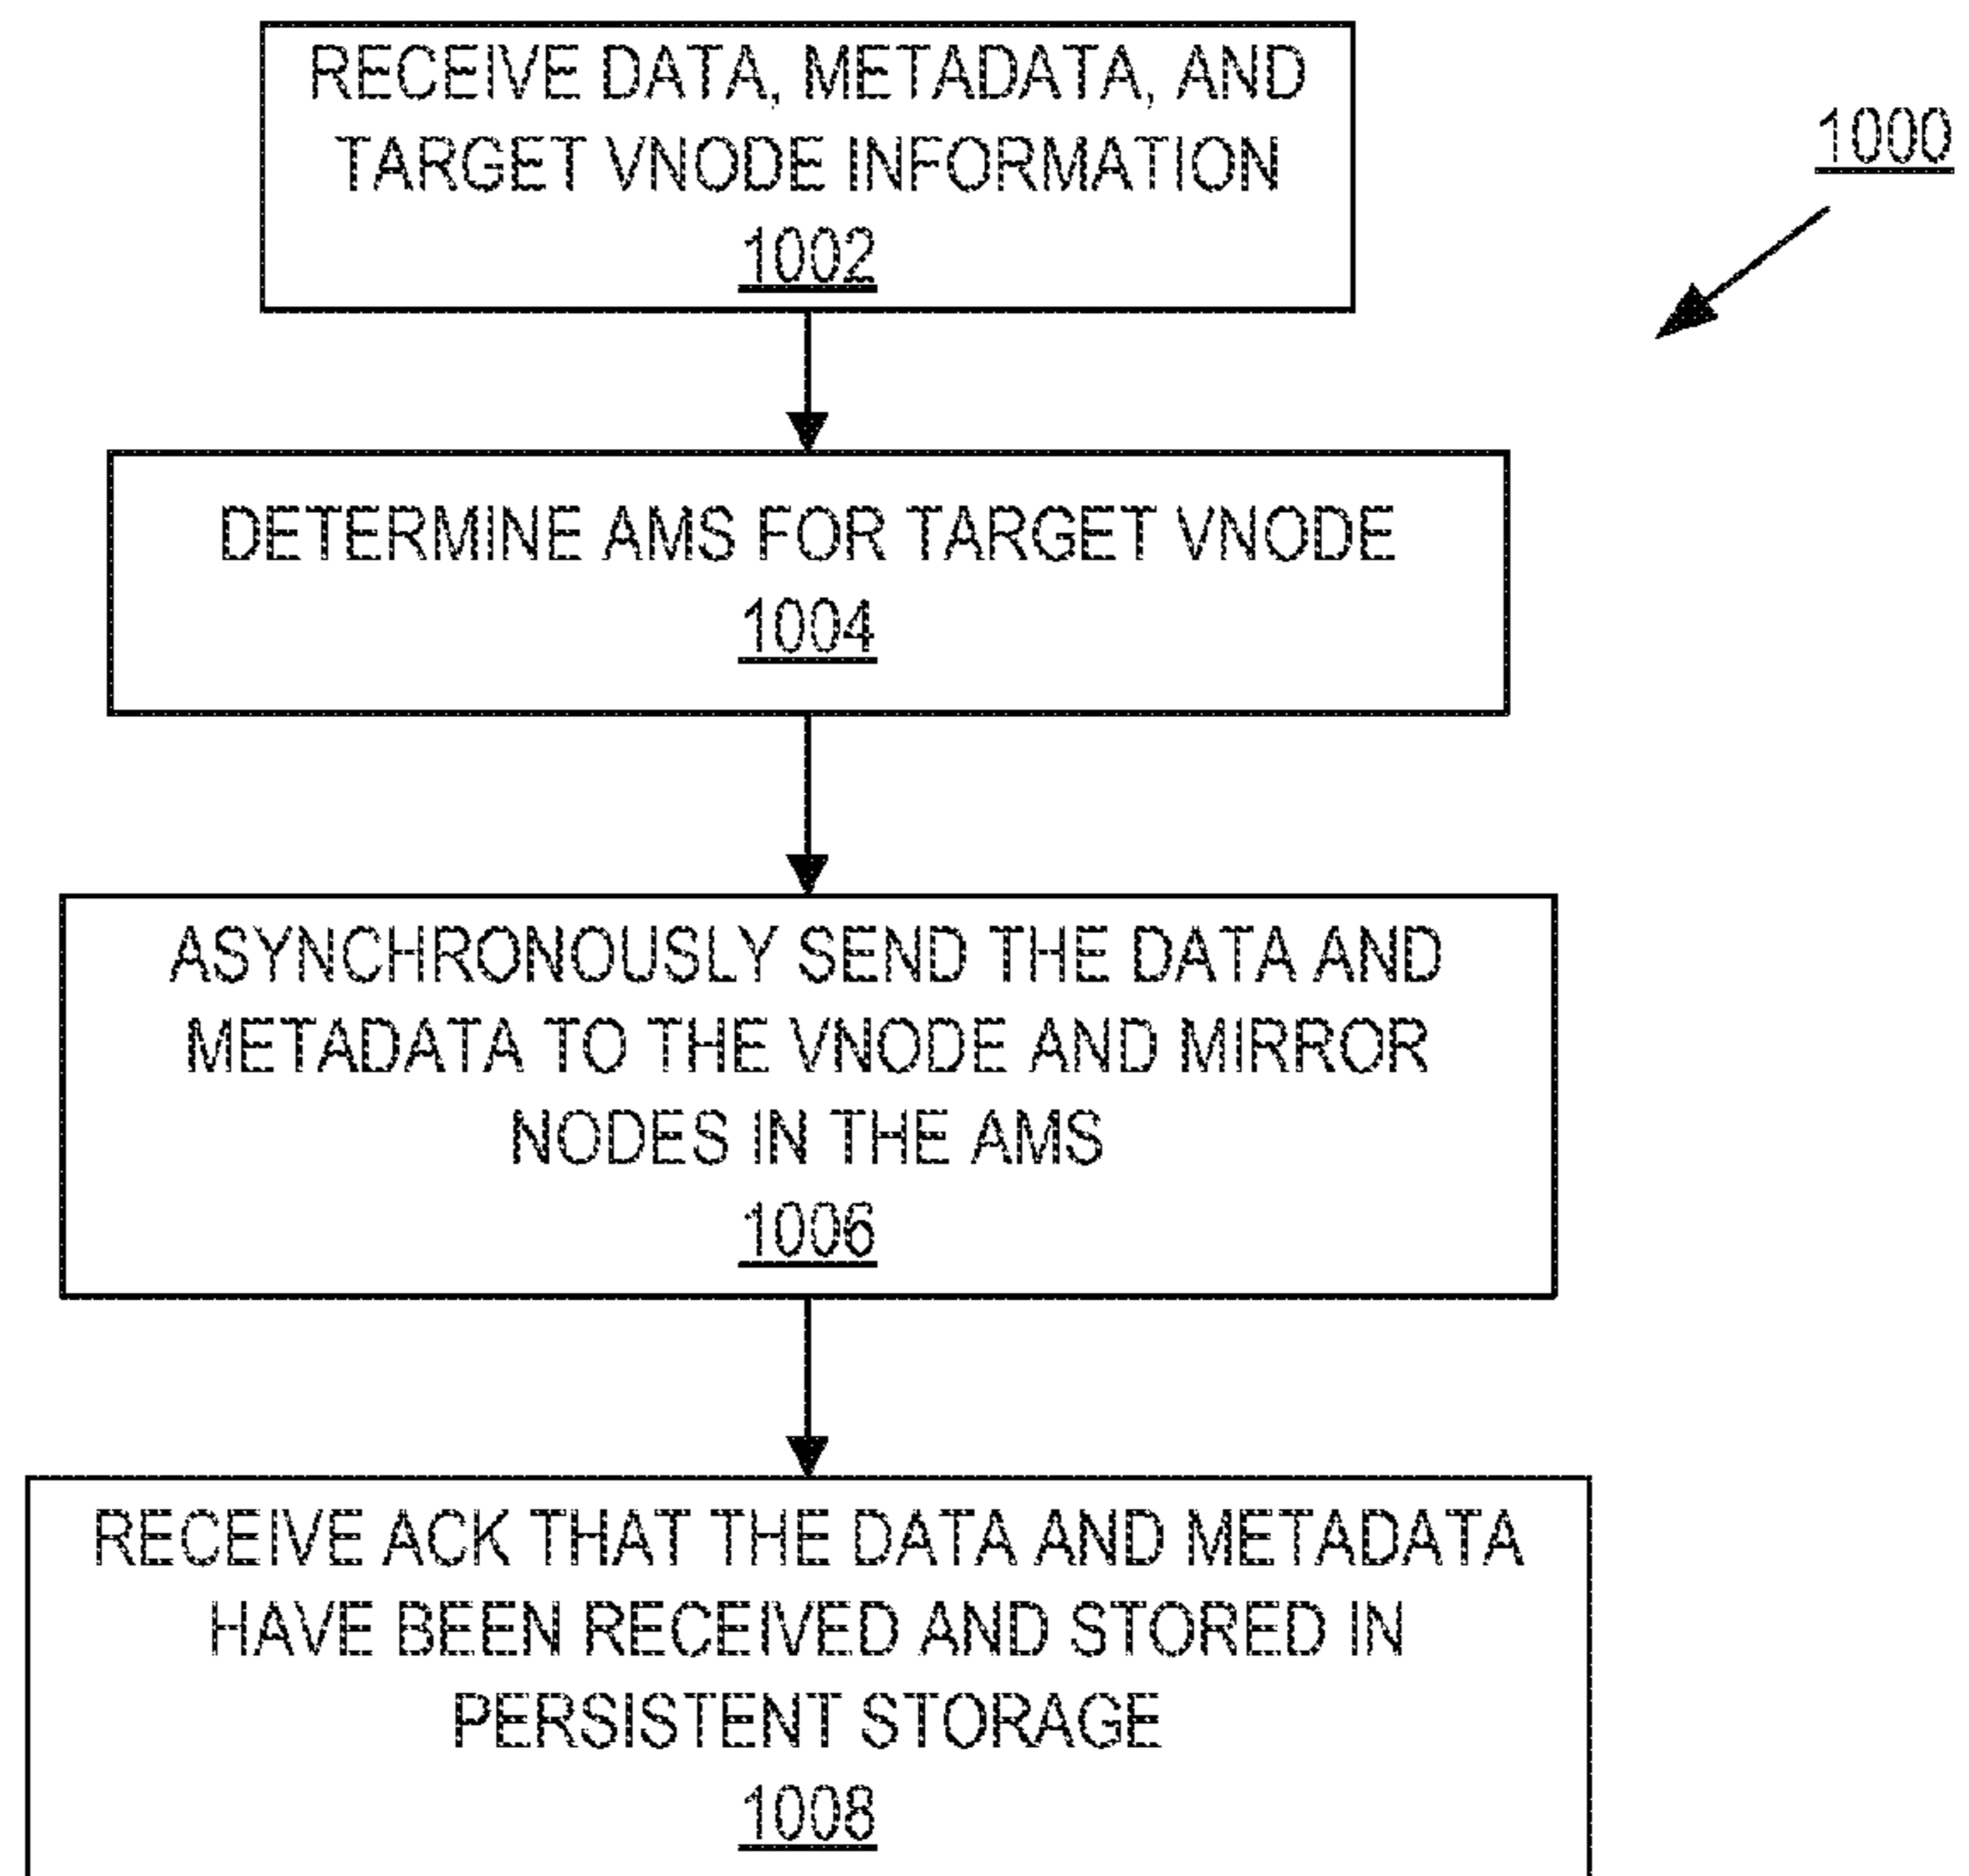 RECEIVE DATA, METADATA, AND
TARGET VNODE INFORMATION
1002
1000
DETERMINE AMS FOR TARGET VNODE
1004
ASYNCHRONOUSLY SEND THE DATA AND
METADATA TO THE VNODE AND MIRROR
NODES IN THE AMS
1006
RECEIVE ACK THAT THE DATA AND METADATA
HAVE BEEN RECEIVED AND STORED IN
PERSISTENT STORAGE
1008